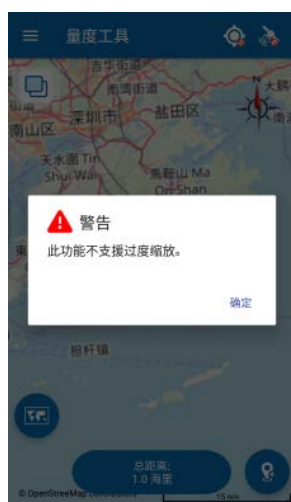 量度工具
吉华街道
南湾街道
大鹏
N
深圳市
盐田区
南山区
天水圍 Tin
Shui Wai
馬鞍山 Ma
On Shan
警告
此功能不支援过度缩放。
确定
担杆镇
总距离:
1.0 海里
© OpenStreetMap contributors
15 nmi